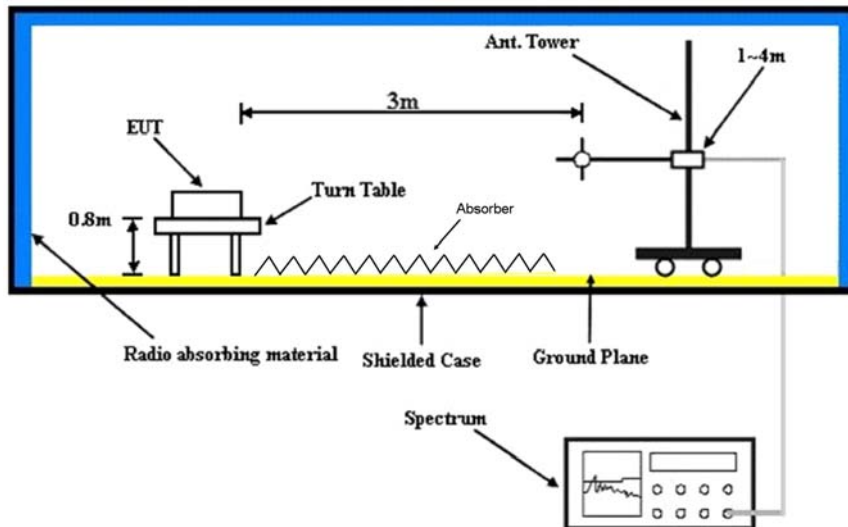 Ant. Tower
1~4m
3m
EUT
Turn Table
0.8m
Absorber
Radio absorbing material
Shielded Case
Ground Plane
Spectrum